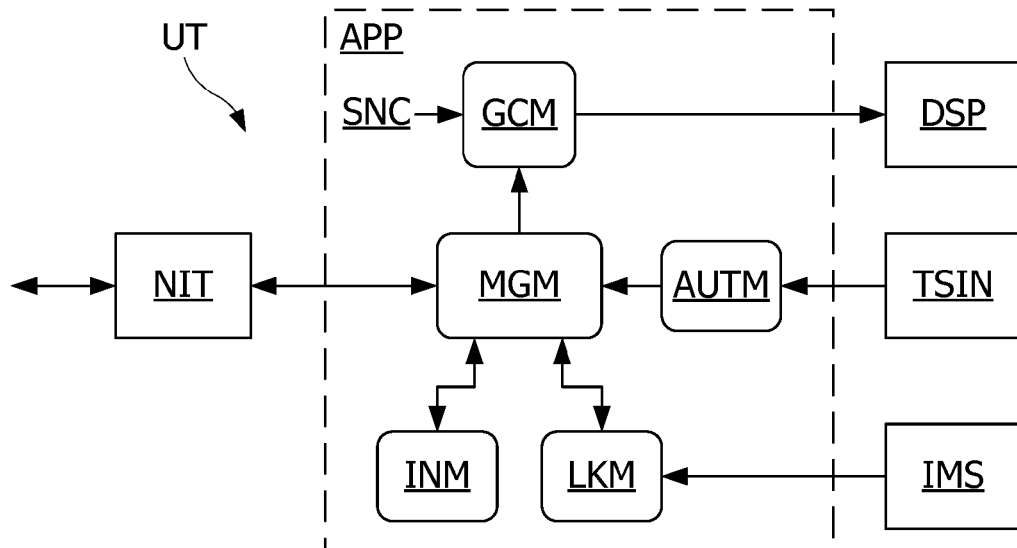 UT
APP
SNC
GCM
DSP
NIT
MGM
AUTM
TSIN
INM
LKM
IMS